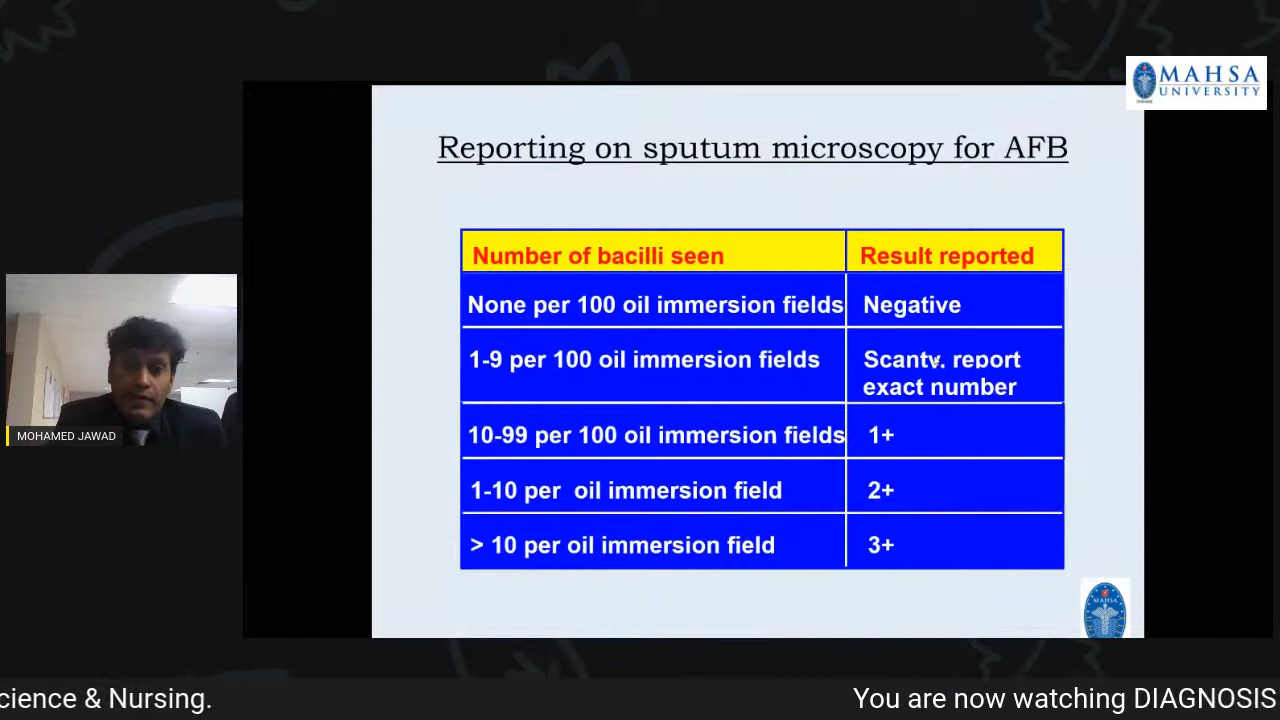 MAHSA
UNIVERSITY
Reporting on sputum microscopy for AFB
Number of bacilli seen
Result reported
None per 100 oil immersion fields
Negative
1-9 per 100 oil immersion fields
Scanty, report
exact number
10-99 per 100 oil immersion fields
1+
1-10 per oil immersion field
2+
> 10 per oil immersion field
3+
MOHAMED JAWAD
MAHSA
cience & Nursing.
You are now watching DIAGNOSIS